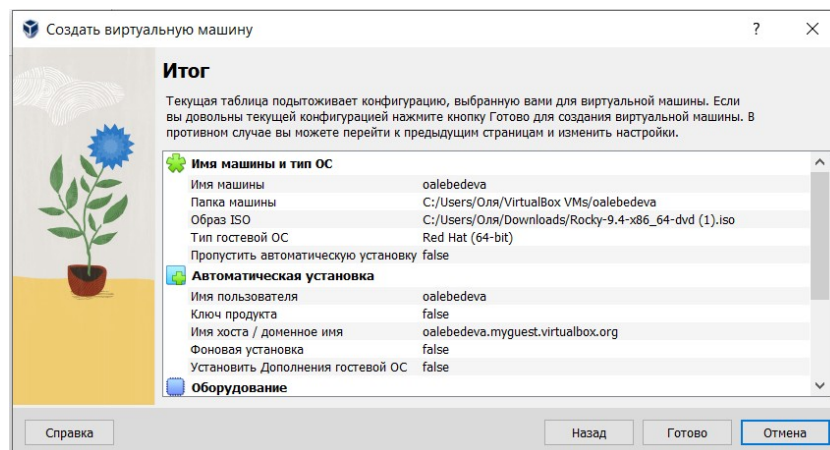 Создать виртуальную машину
?
Итог
Текущая таблица подытоживает конфигурацию, выбранную вами для виртуальной машины. Если
вы довольны текущей конфигурацией нажмите кнопку Готово для создания виртуальной машины. В
противном случае вы можете перейти к предыдущим страницам и изменить настройки.
Имя машины и тип ОС
Имя машины oalebedeva
Папка машины C:/Users/Оля/VirtualBox VMs/oalebedeva
Образ ISO C:/Users/Оля/Downloads/Rocky-9.4-x86_64-dvd (1).iso
Тип гостевой ОС Red Hat (64-bit)
Пропустить автоматическую установку false
Автоматическая установка
Имя пользователя oalebedeva
Ключ продукта false
Имя хоста / доменное имя oalebedeva.myguest.virtualbox.org
Фоновая установка false
Установить Дополнения гостевой ОС false
Оборудование
Справка Назад Готово Отмена